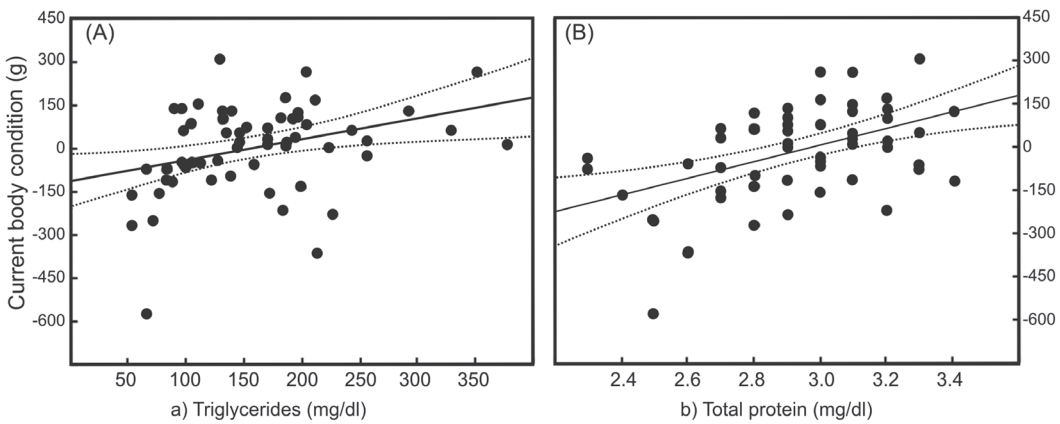 (A)
(B)
Current body condition (g)
450
300
150
0
-150
-300
-450
-600
450
300
150
0
-150
-300
-450
-600
50 100 150 200 250 300 350
2.4 2.6 2.8 3.0 3.2 3.4
a) Triglycerides (mg/dl)
b) Total protein (mg/dl)